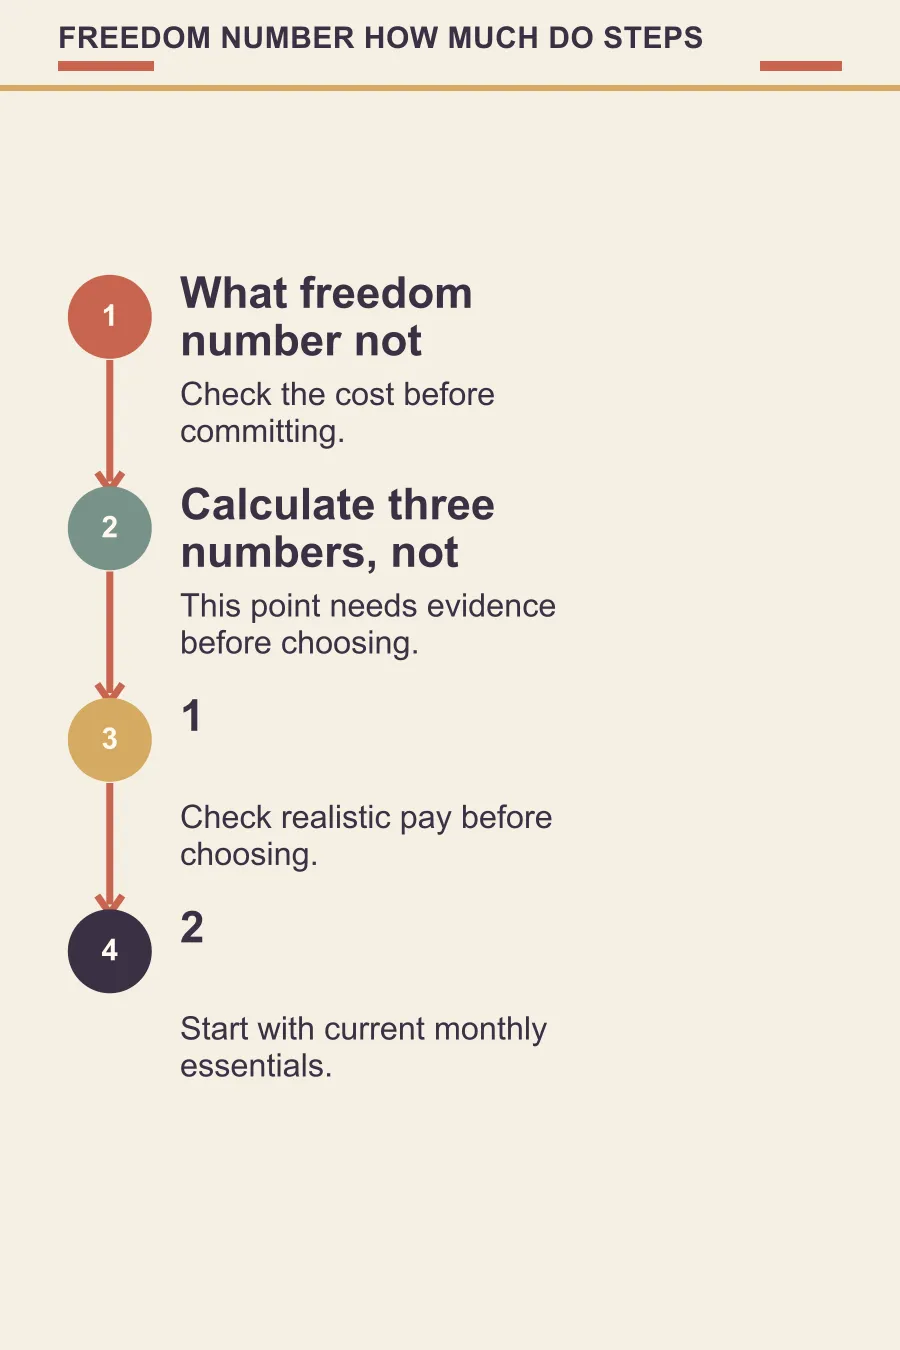 FREEDOM NUMBER HOW MUCH DO STEPS
1
What freedom
number not
Check the cost before
committing.
2
Calculate three
numbers, not
This point needs evidence
before choosing.
3
1
Check realistic pay before
choosing.
4
2
Start with current monthly
essentials.